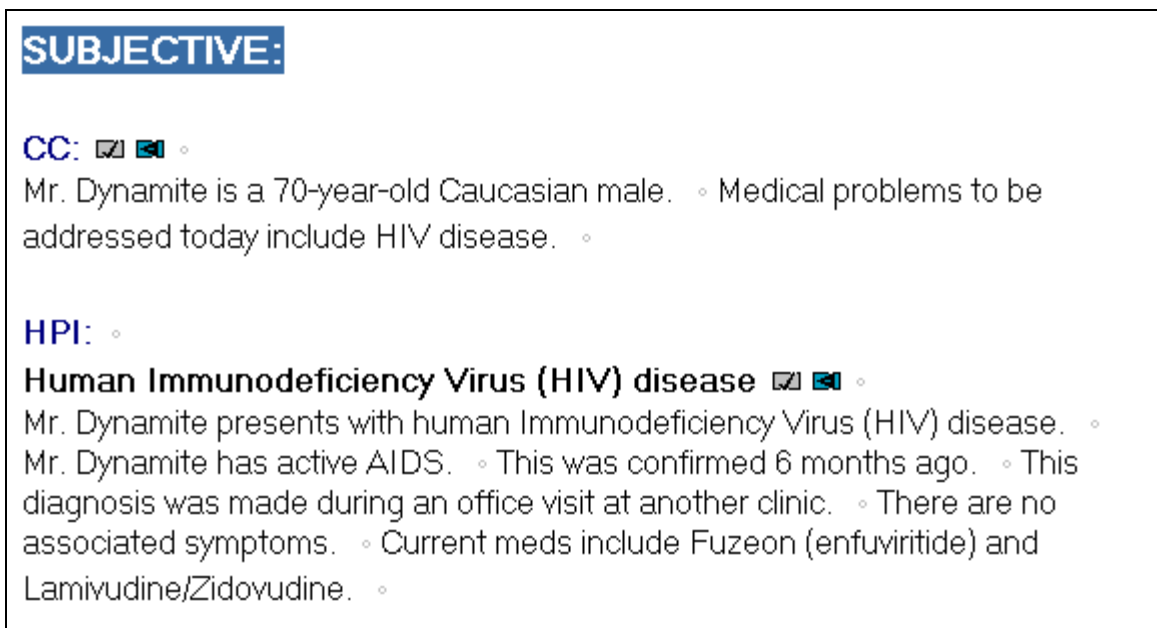 SUBJECTIVE:
CC:
Mr. Dynamite is a 70-year-old Caucasian male. ◦ Medical problems to be
addressed today include HIV disease. ◦
HPI: ◦
Human Immunodeficiency Virus (HIV) disease
Mr. Dynamite presents with human Immunodeficiency Virus (HIV) disease. ◦
Mr. Dynamite has active AIDS. ◦ This was confirmed 6 months ago. ◦ This
diagnosis was made during an office visit at another clinic. ◦ There are no
associated symptoms. ◦ Current meds include Fuzeon (enfuviritide) and
Lamivudine/Zidovudine. ◦